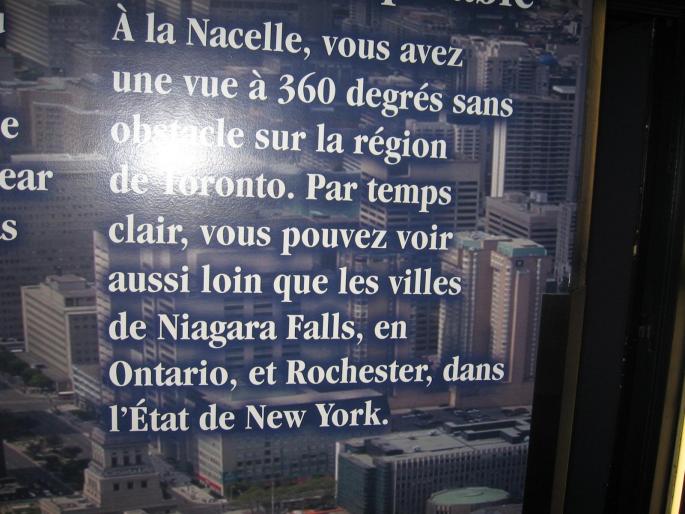 À la Nacelle, vous avez
une vue à 360 degrés sans
obstacle sur la région
de Toronto. Par temps
clair, vous pouvez voir
aussi loin que les villes
de Niagara Falls, en
Ontario, et Rochester, dans
l'État de New York.
e
ear
s